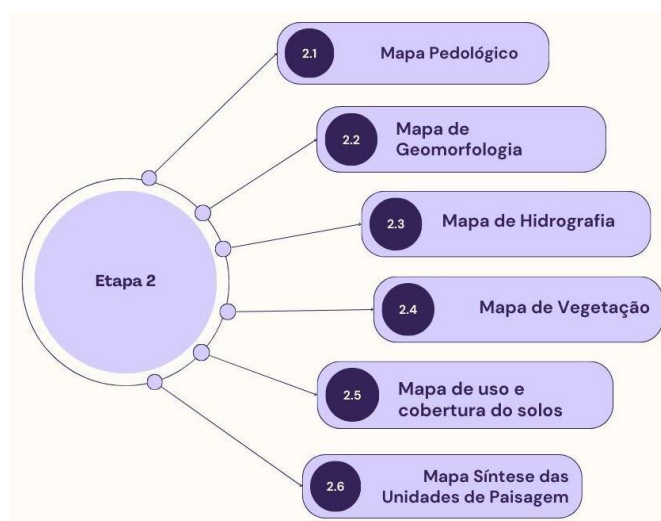 Etapa 2
2.1
Mapa Pedológico
2.2
Mapa de
Geomorfologia
2.3
Mapa de Hidrografia
2.4
Mapa de Vegetação
2.5
Mapa de uso e
cobertura do solos
2.6
Mapa Síntese das
Unidades de Paisagem